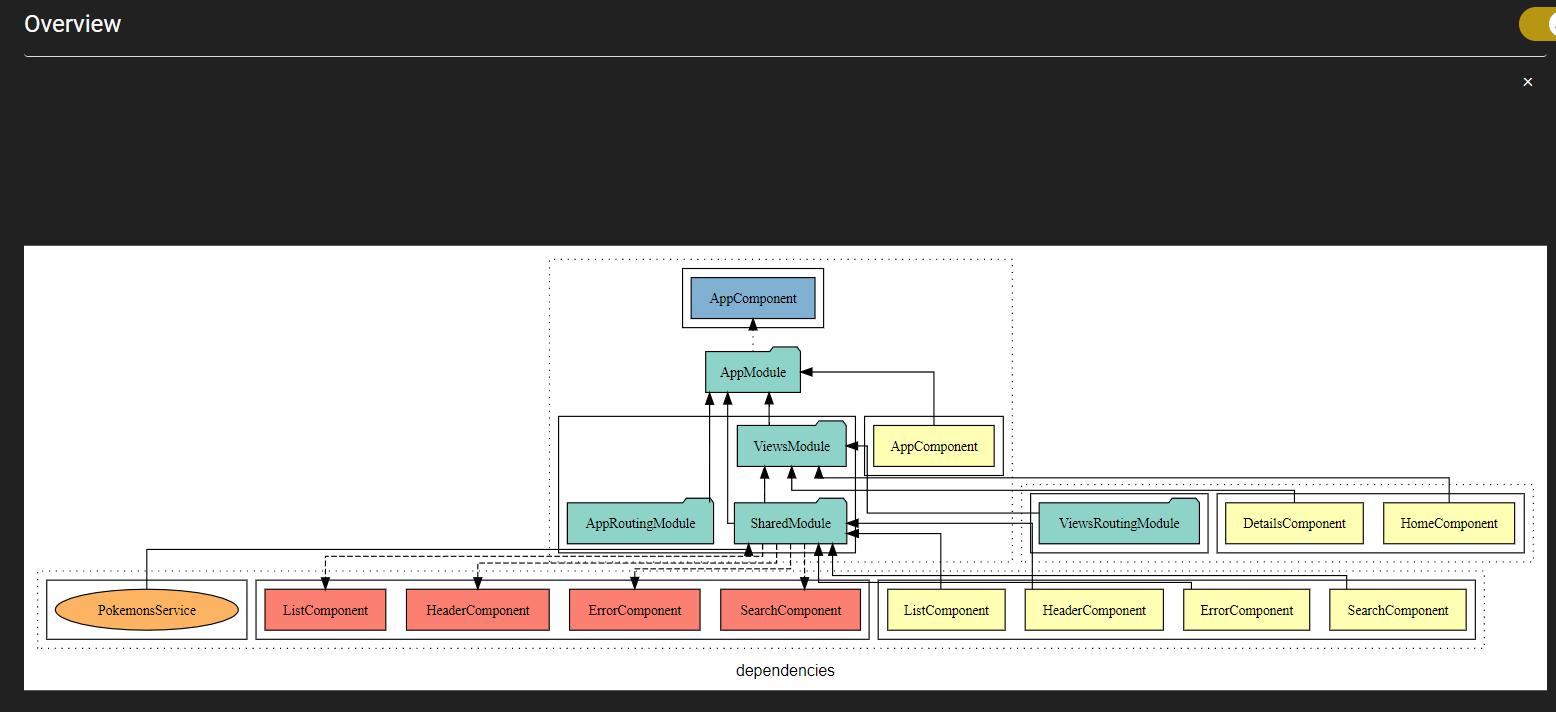 Overview
×
AppComponent
AppModule
ViewsModule
AppComponent
AppRoutingModule
SharedModule
ViewsRoutingModule
DetailsComponent
HomeComponent
PokemonsService
ListComponent
HeaderComponent
ErrorComponent
SearchComponent
ListComponent
HeaderComponent
ErrorComponent
SearchComponent
dependencies